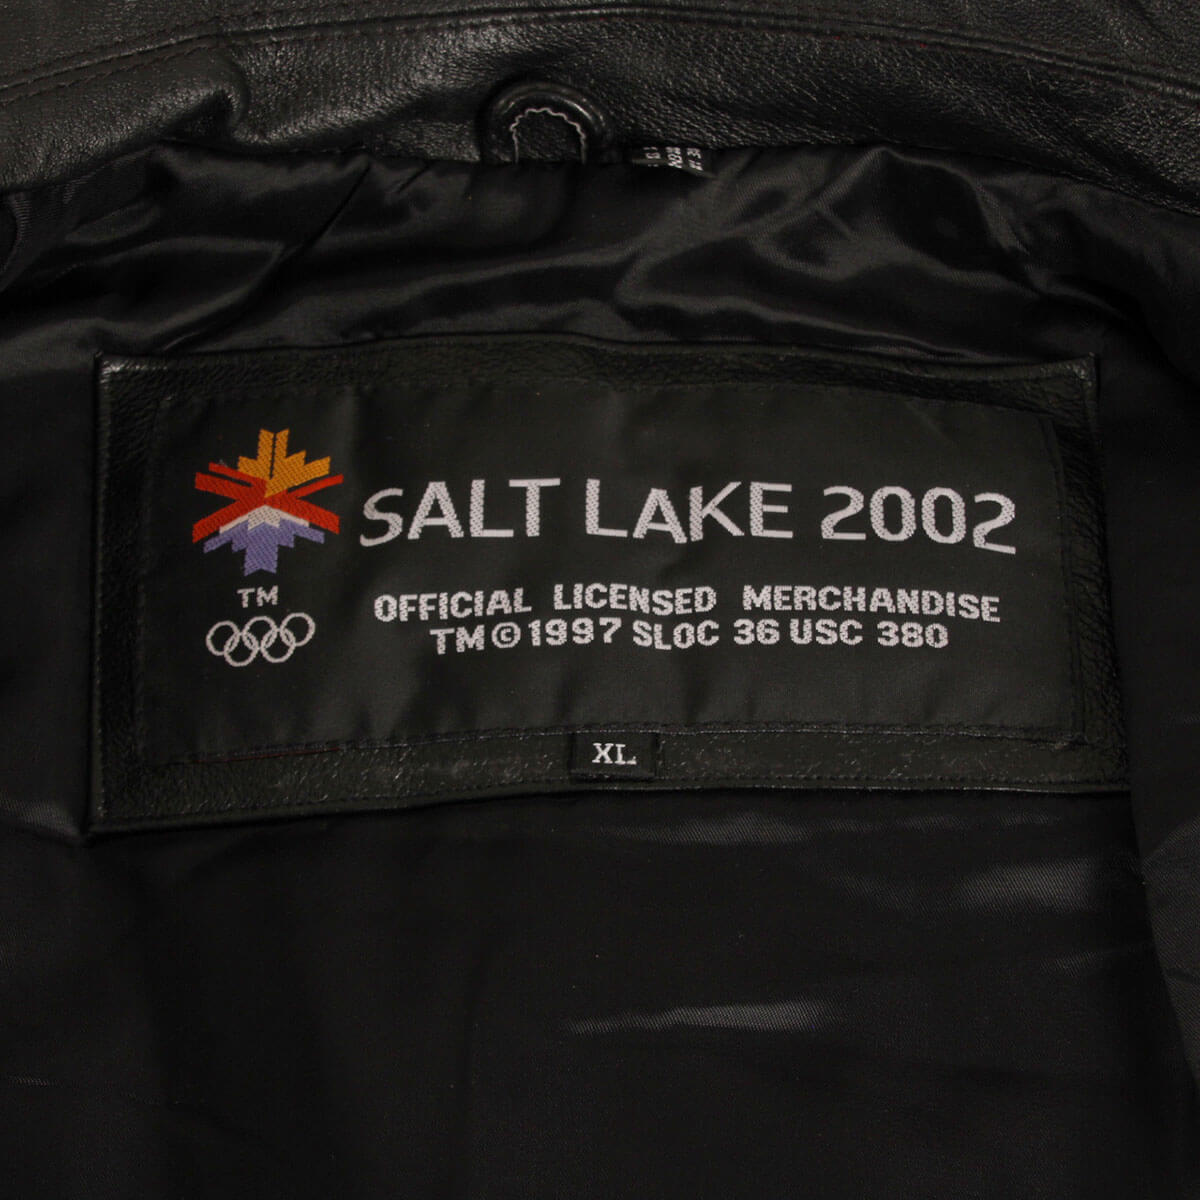 SALT LAKE 2002
TM
OFFICIAL LICENSED MERCHANDISE
TM © 1997 SLOC 36 USC 380
XL